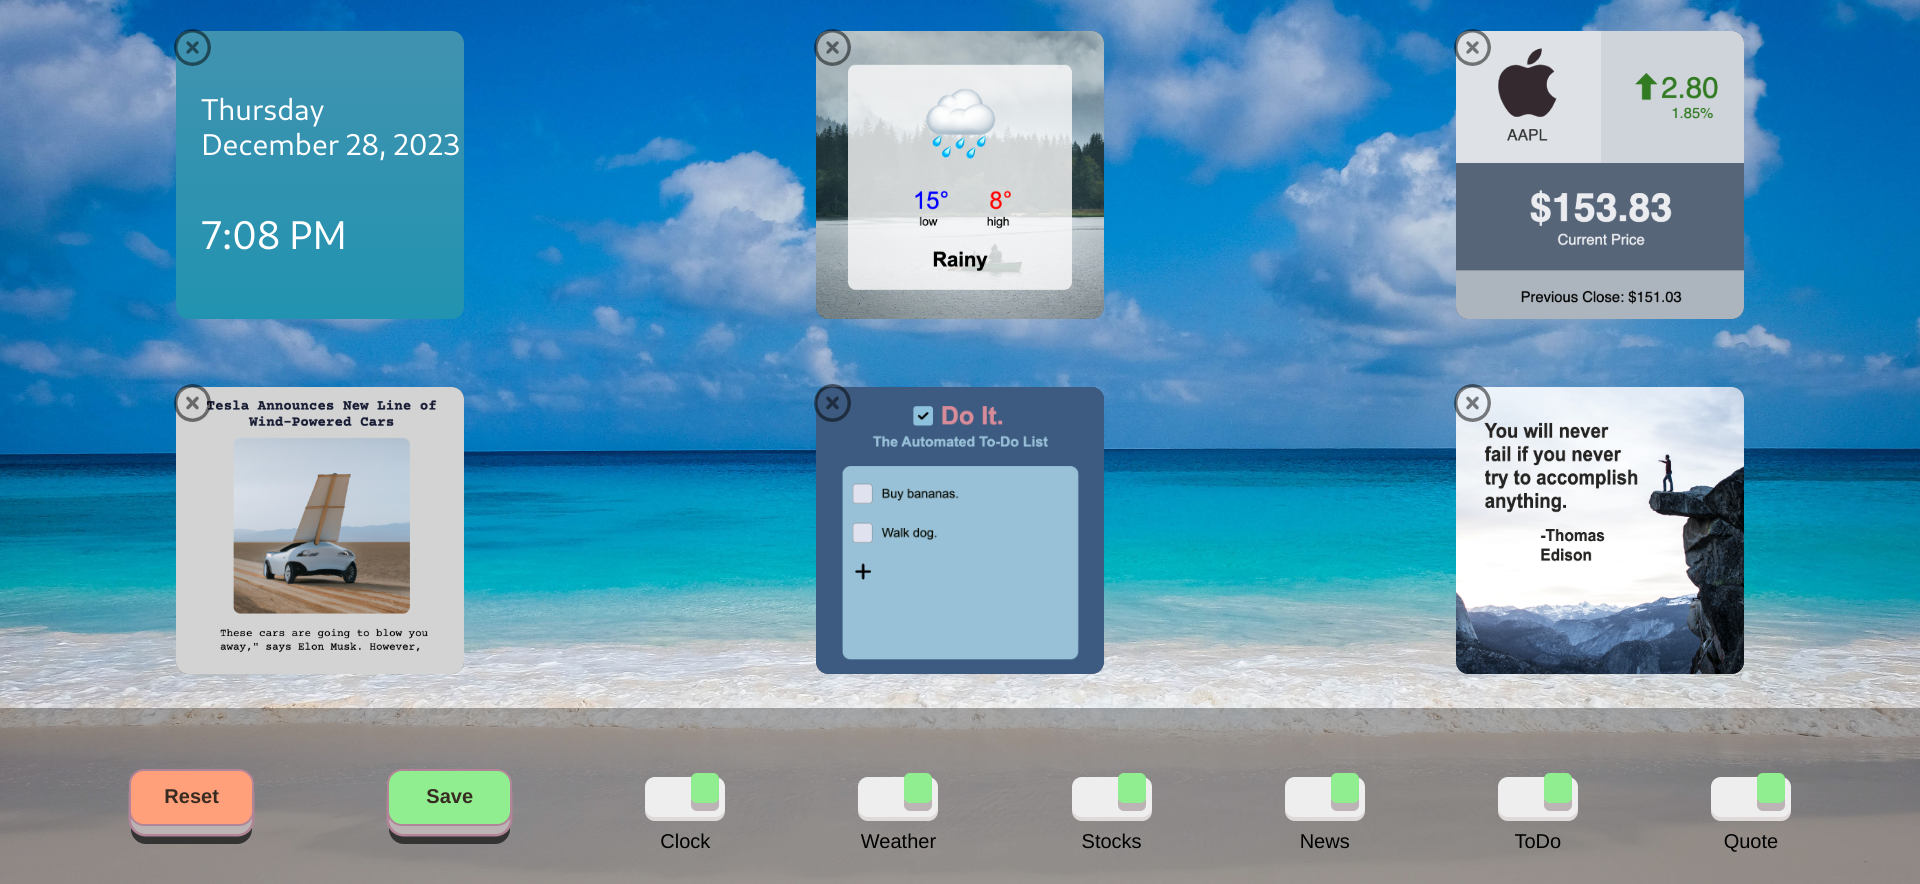 Thursday
December 28, 2023
7:08 PM
15°
8°
low
high
Rainy
AAPL
2.80
1.85%
$153.83
Current Price
Previous Close: $151.03
Tesla Announces New Line of
Wind-Powered Cars
These cars are going to blow you
away," says Elon Musk. However,
Do It.
The Automated To-Do List
Buy bananas.
Walk dog.
You will never
fail if you never
try to accomplish
anything.
-Thomas
Edison
Reset
Save
Clock
Weather
Stocks
News
ToDo
Quote